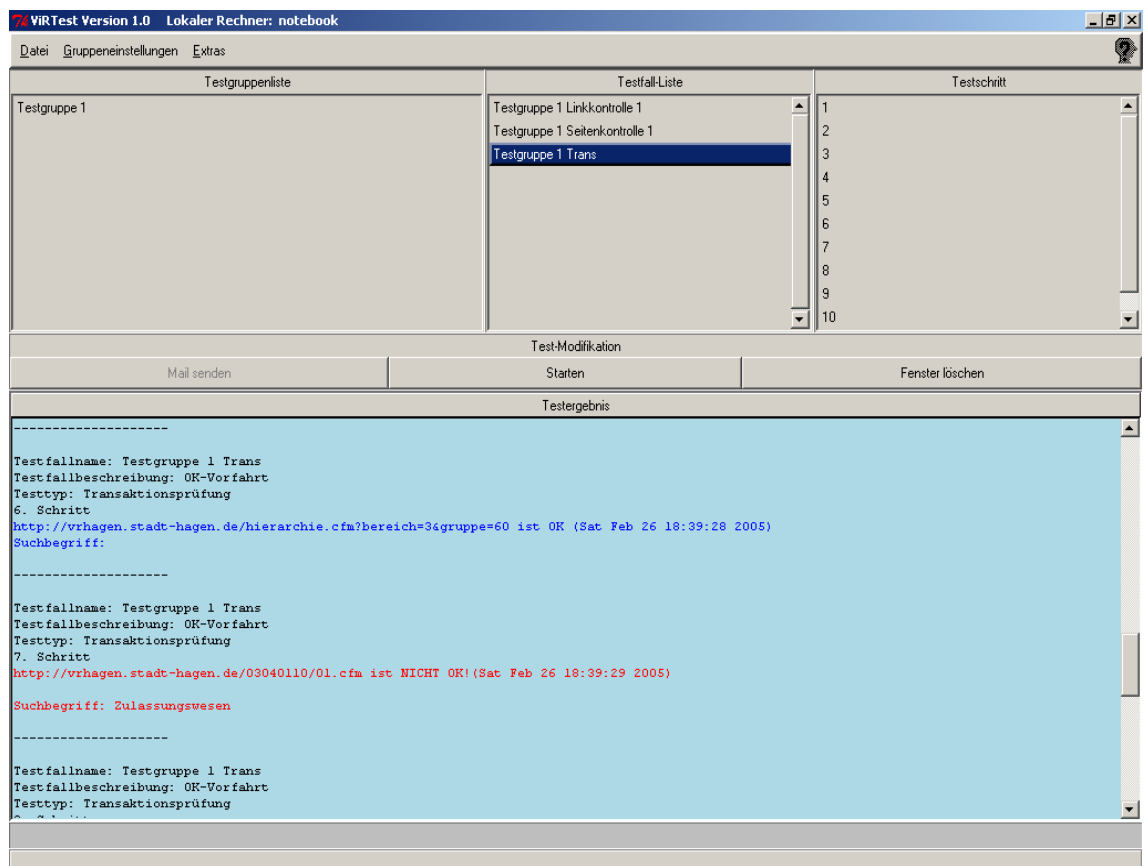 ViRTest Version 1.0 Lokaler Rechner: notebook
Datei Gruppeneinstellungen Extras
Testgruppenliste
Testfall-Liste
Testschritt
Testgruppe 1
Testgruppe 1 Linkkontrolle 1
Testgruppe 1 Seitenkontrolle 1
Testgruppe 1 Trans
1
2
3
4
5
6
7
8
9
10
Test-Modifikation
Mail senden
Starten
Fenster löschen
Testergebnis
--------------------
Testfallname: Testgruppe 1 Trans
Testfallbeschreibung: OK-Vorfahrt
Testtyp: Transaktionsprüfung
6. Schritt
http://vrhagen.stadt-hagen.de/hierarchie.cfm?bereich=3&gruppe=60 ist OK (Sat Feb 26 18:39:28 2005)
Suchbegriff:
--------------------
Testfallname: Testgruppe 1 Trans
Testfallbeschreibung: OK-Vorfahrt
Testtyp: Transaktionsprüfung
7. Schritt
http://vrhagen.stadt-hagen.de/03040110/01.cfm ist NICHT OK!(Sat Feb 26 18:39:29 2005)
Suchbegriff: Zulassungswesen
--------------------
Testfallname: Testgruppe 1 Trans
Testfallbeschreibung: OK-Vorfahrt
Testtyp: Transaktionsprüfung